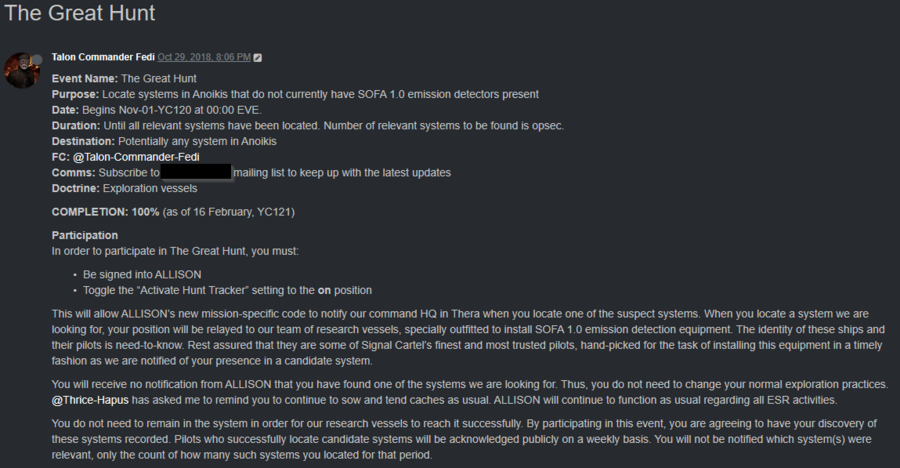 The Great Hunt
Talon Commander Fedi Oct 29, 2018, 8:06 PM
Event Name: The Great Hunt
Purpose: Locate systems in Anoikis that do not currently have SOFA 1.0 emission detectors present
Date: Begins Nov-01-YC120 at 00:00 EVE.
Duration: Until all relevant systems have been located. Number of relevant systems to be found is opsec.
Destination: Potentially any system in Anoikis
FC: @Talon-Commander-Fedi
Comms: Subscribe to mailing list to keep up with the latest updates
Doctrine: Exploration vessels
COMPLETION: 100% (as of 16 February, YC121)
Participation
In order to participate in The Great Hunt, you must:
• Be signed into ALLISON
• Toggle the “Activate Hunt Tracker” setting to the on position
This will allow ALLISON’s new mission-specific code to notify our command HQ in Thera when you locate one of the suspect systems. When you locate a system we are
looking for, your position will be relayed to our team of research vessels, specially outfitted to install SOFA 1.0 emission detection equipment. The identity of these ships and
their pilots is need-to-know. Rest assured that they are some of Signal Cartel’s finest and most trusted pilots, hand-picked for the task of installing this equipment in a timely
fashion as we are notified of your presence in a candidate system.
You will receive no notification from ALLISON that you have found one of the systems we are looking for. Thus, you do not need to change your normal exploration practices.
@Thrice-Hapus has asked me to remind you to continue to sow and tend caches as usual. ALLISON will continue to function as usual regarding all ESR activities.
You do not need to remain in the system in order for our research vessels to reach it successfully. By participating in this event, you are agreeing to have your discovery of
these systems recorded. Pilots who successfully locate candidate systems will be acknowledged publicly on a weekly basis. You will not be notified which system(s) were
relevant, only the count of how many such systems you located for that period.